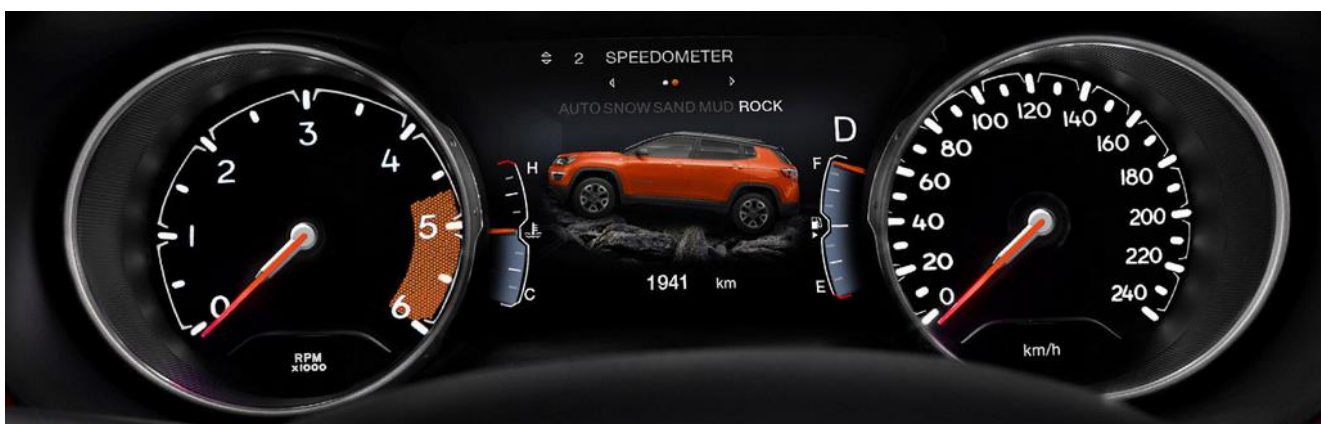 2 SPEEDOMETER
AUTO SNOW SAND MUD ROCK
D
0
1
2
3
4
5
6
RPM
x1000
H
C
F
E
1941 km
0
20
40
60
80
100
120
140
160
180
200
220
240
km/h